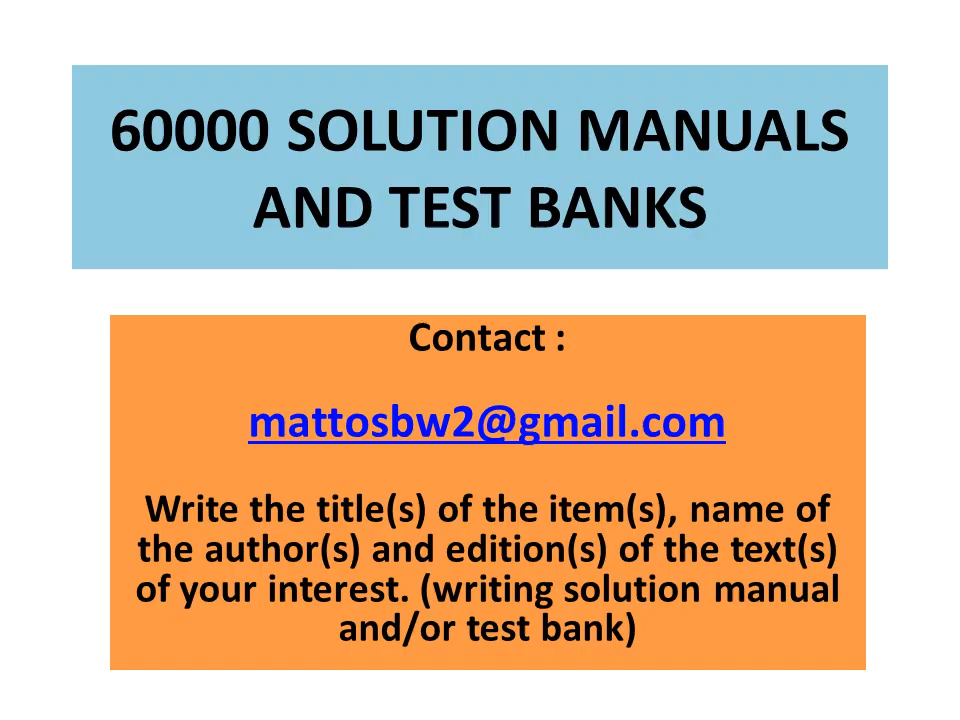 60000 SOLUTION MANUALS
AND TEST BANKS
Contact :
mattosbw2@gmail.com
Write the title(s) of the item(s), name of
the author(s) and edition(s) of the text(s)
of your interest. (writing solution manual
and/or test bank)